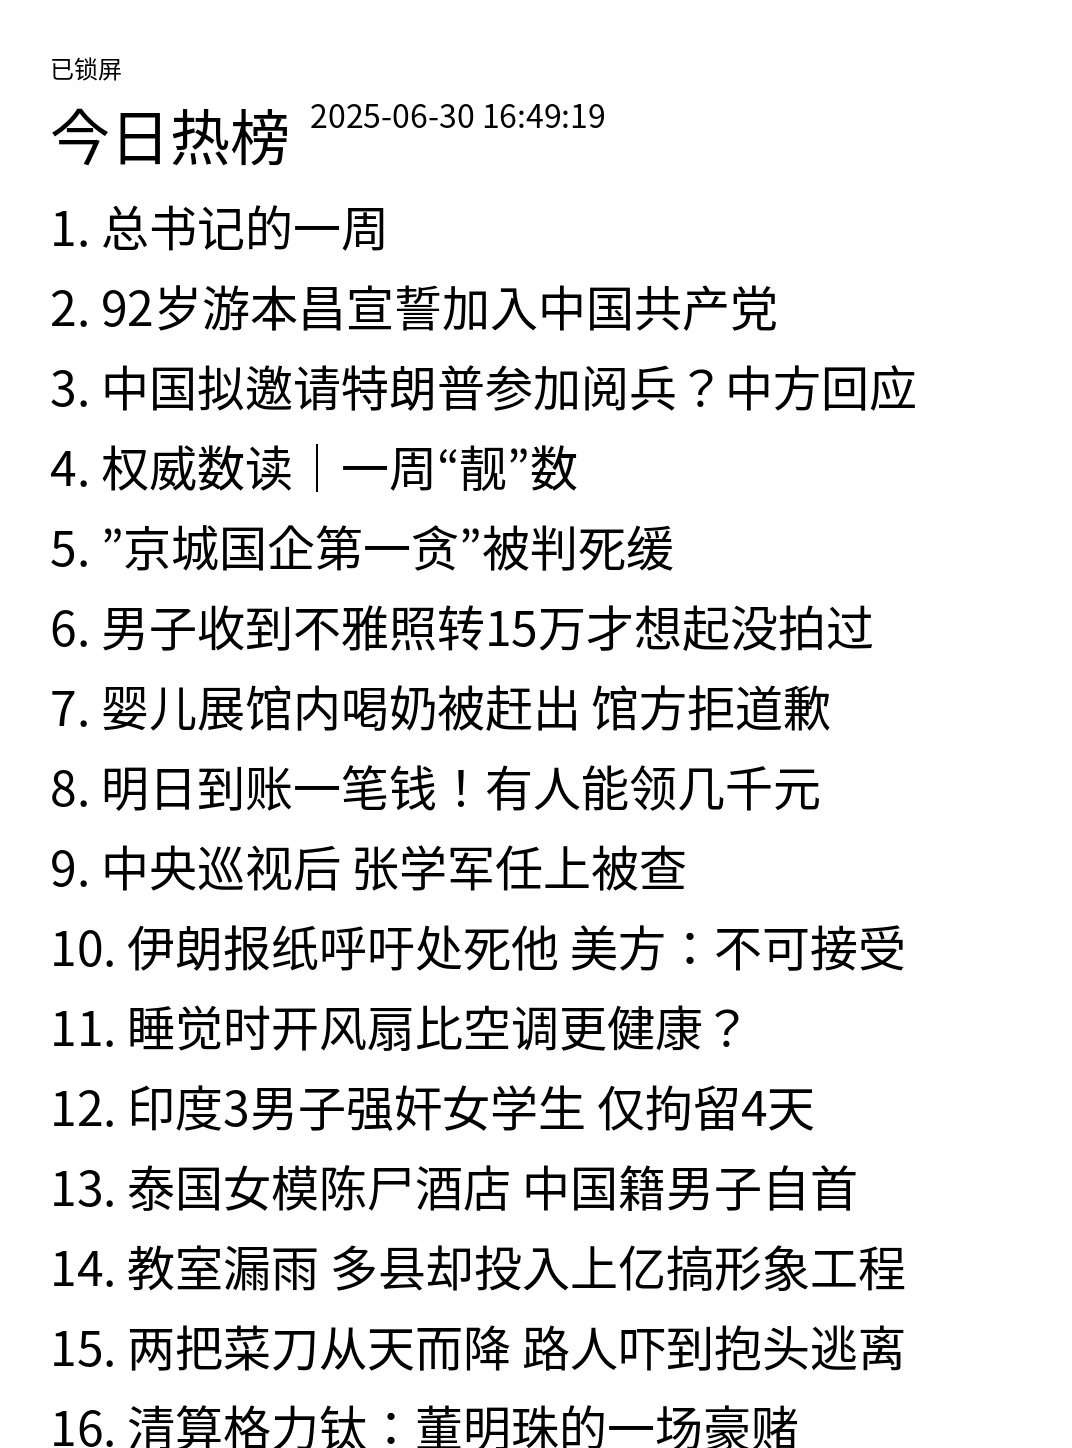 已锁屏
今日热榜 2025-06-30 16:49:19
1. 总书记的一周
2. 92岁游本昌宣誓加入中国共产党
3. 中国拟邀请特朗普参加阅兵？中方回应
4. 权威数读｜一周“靓”数
5. ”京城国企第一贪”被判死缓
6. 男子收到不雅照转15万才想起没拍过
7. 婴儿展馆内喝奶被赶出 馆方拒道歉
8. 明日到账一笔钱！有人能领几千元
9. 中央巡视后 张学军任上被查
10. 伊朗报纸呼吁处死他 美方：不可接受
11. 睡觉时开风扇比空调更健康？
12. 印度3男子强奸女学生 仅拘留4天
13. 泰国女模陈尸酒店 中国籍男子自首
14. 教室漏雨 多县却投入上亿搞形象工程
15. 两把菜刀从天而降 路人吓到抱头逃离
16. 清算格力钛：董明珠的一场豪赌